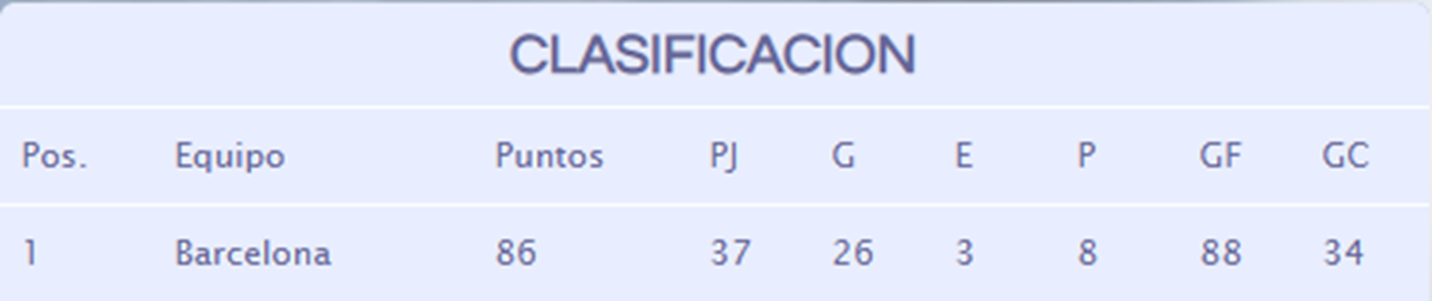 CLASIFICACION
Pos. Equipo Puntos PJ G E P GF GC
1 Barcelona 86 37 26 3 8 88 34